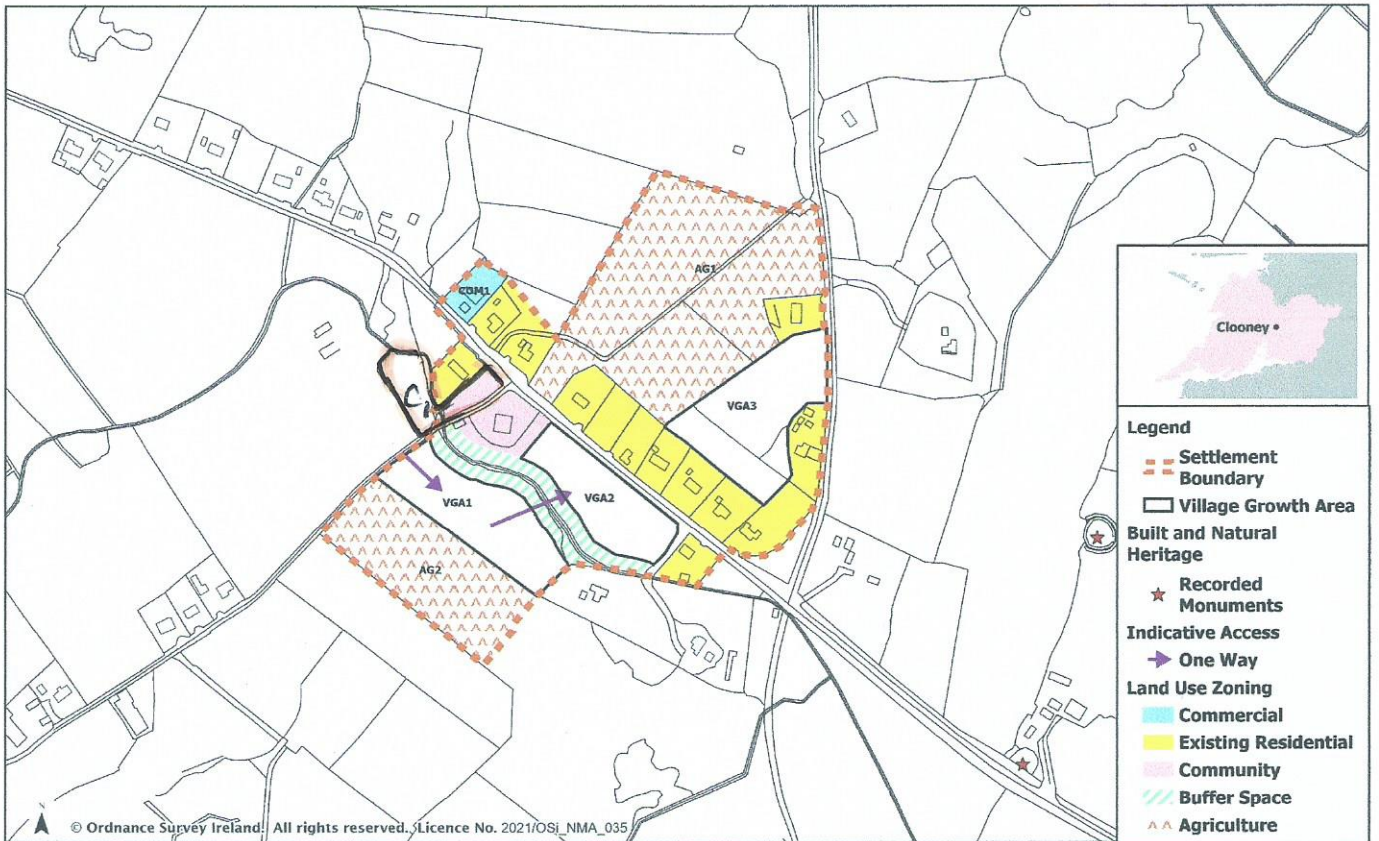 AG1
COM1
VGA3
VGA1
VGA2
AG2
Clooney
Legend
Settlement
Boundary
Village Growth Area
Built and Natural
Heritage
Recorded
Monuments
Indicative Access
One Way
Land Use Zoning
Commercial
Existing Residential
Community
Buffer Space
Agriculture
N
© Ordnance Survey Ireland. All rights reserved. Licence No. 2021/OSi_NMA_035